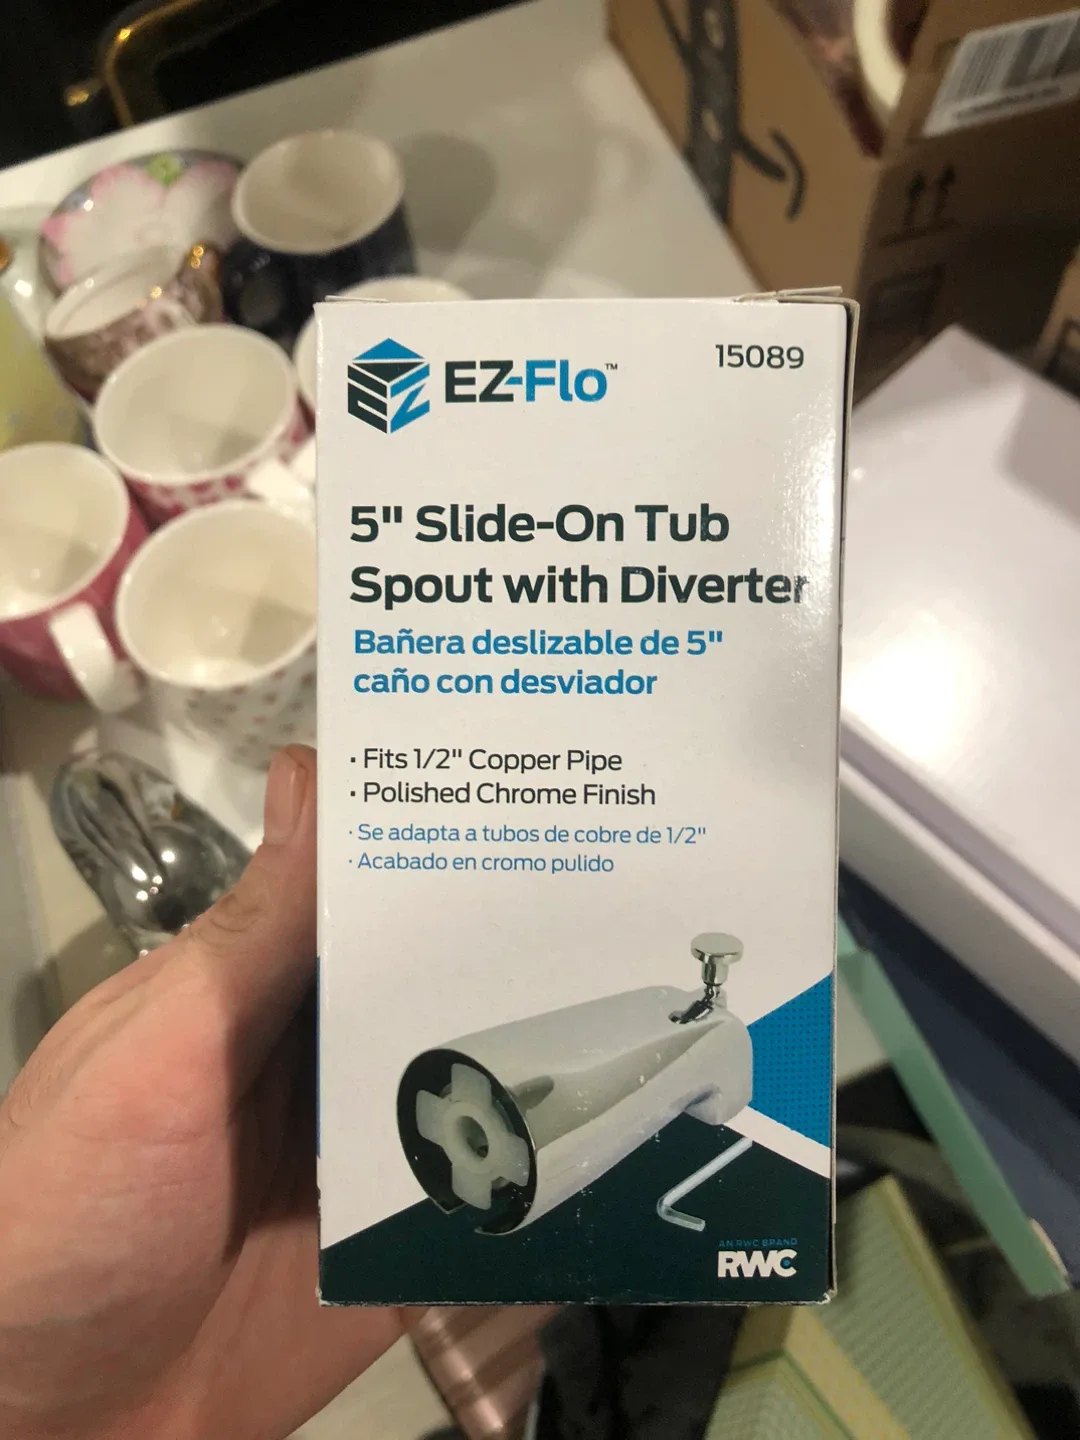 EZ-Flo™
15089
5" Slide-On Tub
Spout with Diverter
Bañera deslizable de 5"
caño con desviador
· Fits 1/2" Copper Pipe
· Polished Chrome Finish
· Se adapta a tubos de cobre de 1/2"
· Acabado en cromo pulido
AN RWC BRAND
RWC